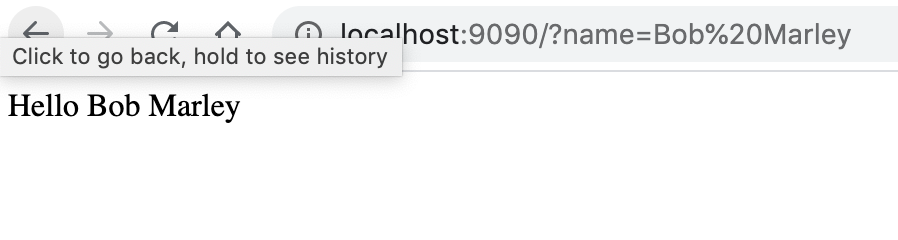 localhost:9090/?name=Bob%20Marley
Click to go back, hold to see history
Hello Bob Marley